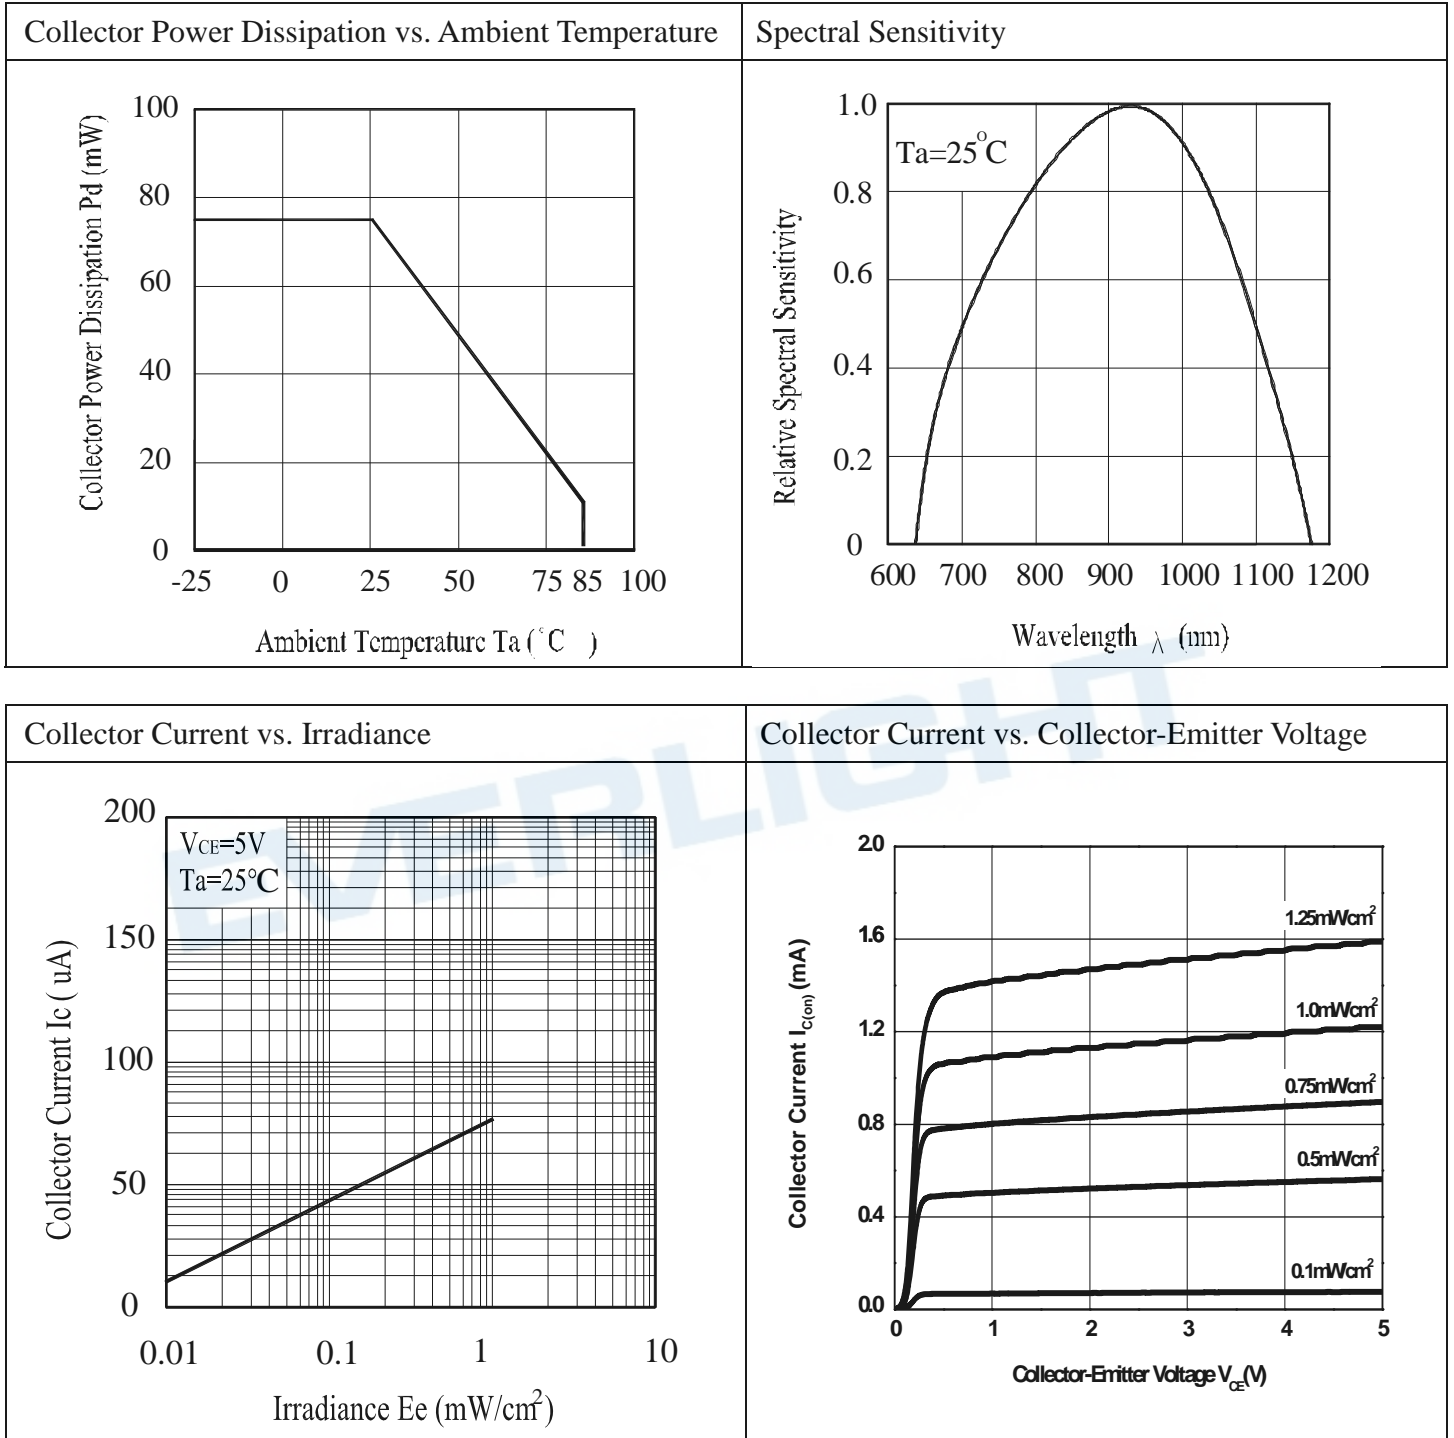 Collector Power Dissipation vs. Ambient Temperature
Spectral Sensitivity
Collector Power Dissipation Pd (mW)
100
80
60
40
20
0
-25 0 25 50 75 85 100
Ambient Temperature Ta (°C )
Relative Spectral Sensitivity
Ta=25°C
1.0
0.8
0.6
0.4
0.2
0
600 700 800 900 1000 1100 1200
Wavelength λ (nm)
EVERLIGHT
Collector Current vs. Irradiance
Collector Current vs. Collector-Emitter Voltage
Collector Current Ic ( uA)
VCE=5V
Ta=25℃
200
150
100
50
0
0.01 0.1 1 10
Irradiance Ee (mW/cm²)
Collector Current IC(on) (mA)
2.0
1.6
1.2
0.8
0.4
0.0
1.25mW/cm²
1.0mW/cm²
0.75mW/cm²
0.5mW/cm²
0.1mW/cm²
0 1 2 3 4 5
Collector-Emitter Voltage VCE(V)